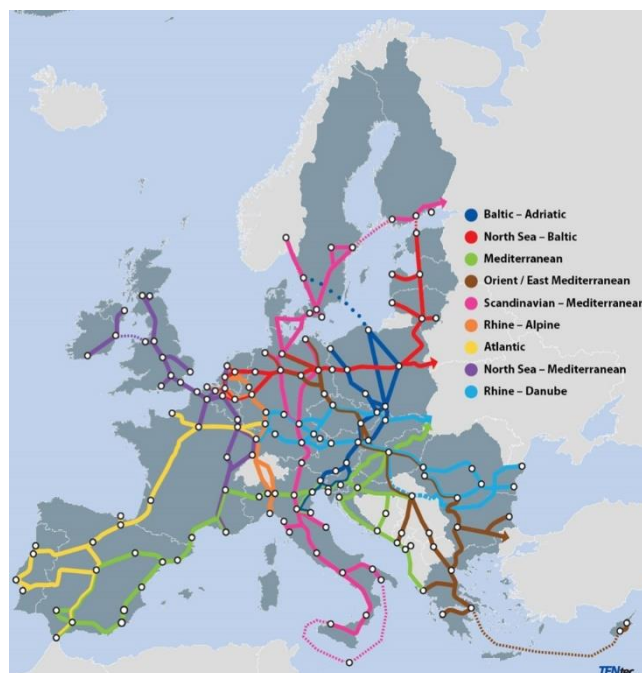 Baltic – Adriatic
North Sea – Baltic
Mediterranean
Orient / East Mediterranean
Scandinavian – Mediterranean
Rhine – Alpine
Atlantic
North Sea – Mediterranean
Rhine – Danube
TENtec